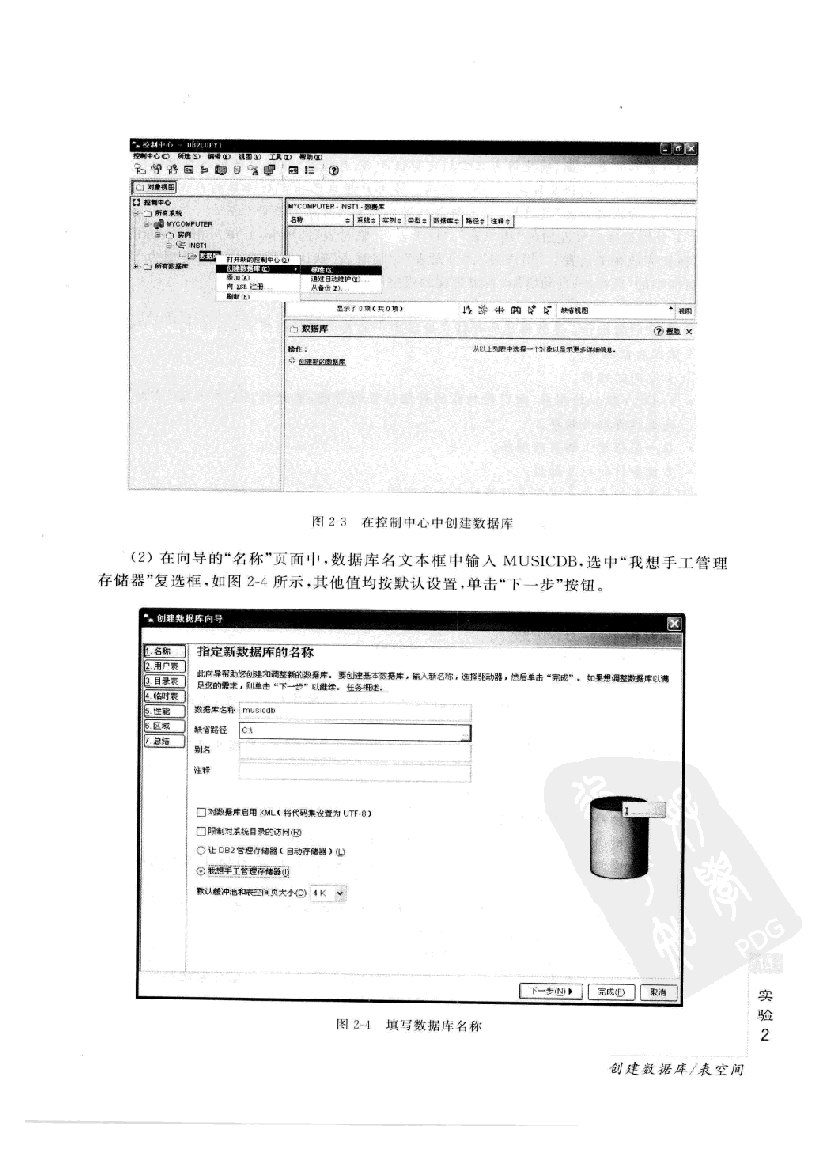 控制中心 - DB2COPY1
控制中心(C) 所选(S) 编辑(E) 视图(V) 工具(T) 帮助(H)
对象视图
控制中心
所有系统
MYCOMPUTER
实例
INST1
数据库
所有数据库
打开新的控制中心(O)
创建数据库(C)
刷新(R)
标准(S)...
通过自动维护(W)...
从备份(F)...
MYCOMPUTER - INST1 - 数据库
名称 系统 实例 类型 数据库 路径 注释
显示了 0 项(共 0 项)
缺省视图
视图
数据库
帮助
操作:
创建新的数据库
从以上列表中选择一个对象以显示更多详细信息。
图 2-3 在控制中心中创建数据库
(2) 在向导的“名称”页面中,数据库名文本框中输入 MUSICDB,选中“我想手工管理
存储器”复选框,如图 2-4 所示,其他值均按默认设置,单击“下一步”按钮。
创建数据库向导
1. 名称
2. 用户表
3. 目录表
4. 临时表
5. 性能
6. 区域
7. 总结
指定新数据库的名称
此向导帮助您创建和调整新的数据库。要创建基本数据库,输入新名称,选择驱动器,然后单击“完成”。如果想调整数据库以满
足您的需求,则单击“下一步”以继续。任务概述。
数据库名称 musicdb
缺省路径 C:\
别名
注释
对数据库启用 XML(将代码集设置为 UTF-8)
限制对系统目录的访问(R)
让 DB2 管理存储器(自动存储器)(L)
我想手工管理存储器(I)
默认缓冲池和表空间页大小(D) 4K
下一步(N) 完成(F) 取消
图 2-4 填写数据库名称
PDG
实
验
2
创建数据库/表空间